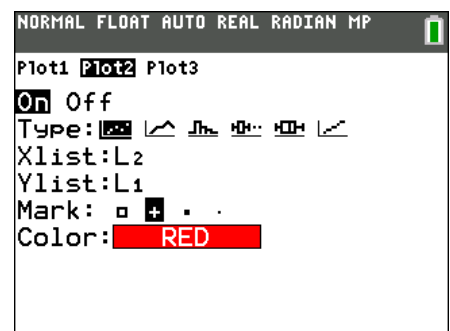 NORMAL FLOAT AUTO REAL RADIAN MP
Plot1 Plot2 Plot3
On Off
Type:
Xlist:L₂
Ylist:L₁
Mark: □ + ▪ ·
Color: RED